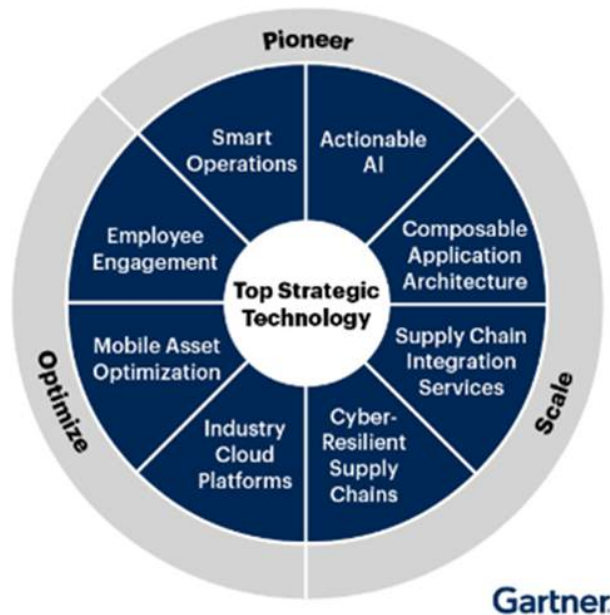 Pioneer
Smart
Operations
Actionable
AI
Employee
Engagement
Composable
Application
Architecture
Top Strategic
Technology
Mobile Asset
Optimization
Supply Chain
Integration
Services
Industry
Cloud
Platforms
Cyber-
Resilient
Supply
Chains
Optimize
Scale
Gartner